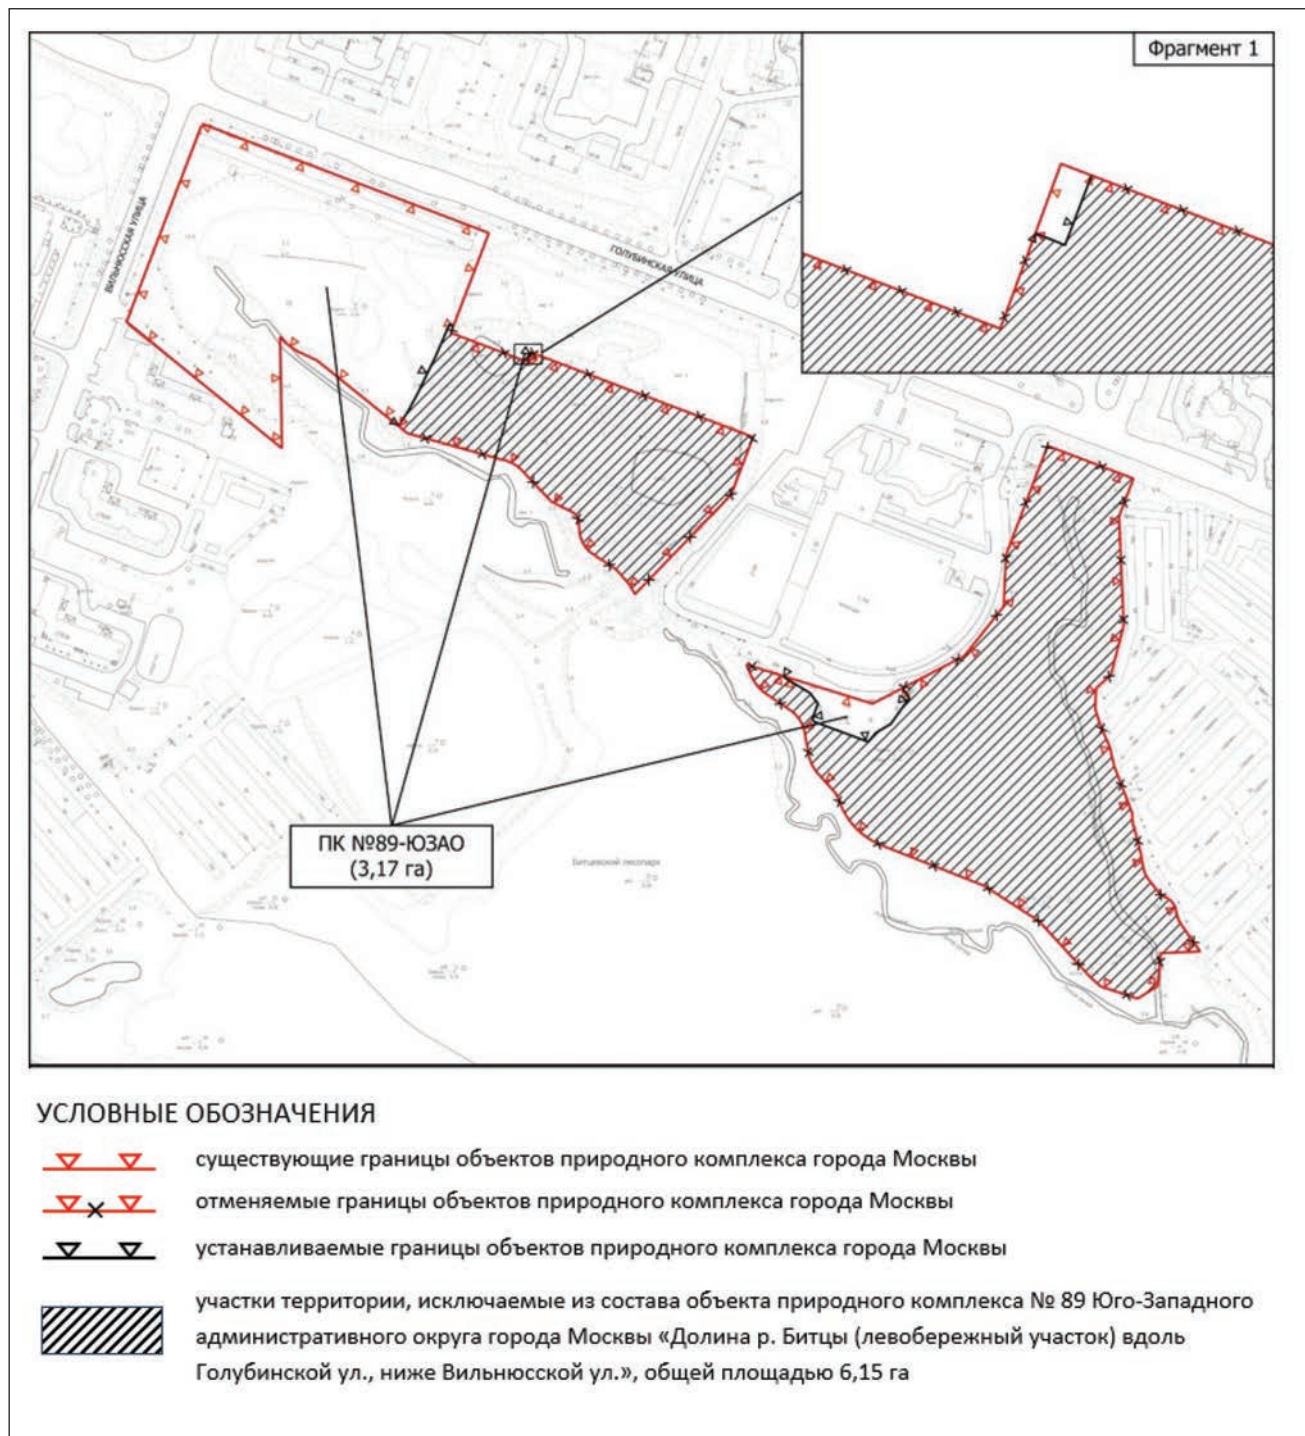 Фрагмент 1
ВИЛЬНЮССКАЯ УЛИЦА
ГОЛУБИНСКАЯ УЛИЦА
ПК №89-ЮЗАО
(3,17 га)
Битцевский лесопарк
УСЛОВНЫЕ ОБОЗНАЧЕНИЯ
существующие границы объектов природного комплекса города Москвы
отменяемые границы объектов природного комплекса города Москвы
устанавливаемые границы объектов природного комплекса города Москвы
участки территории, исключаемые из состава объекта природного комплекса № 89 Юго-Западного
административного округа города Москвы «Долина р. Битцы (левобережный участок) вдоль
Голубинской ул., ниже Вильнюсской ул.», общей площадью 6,15 га